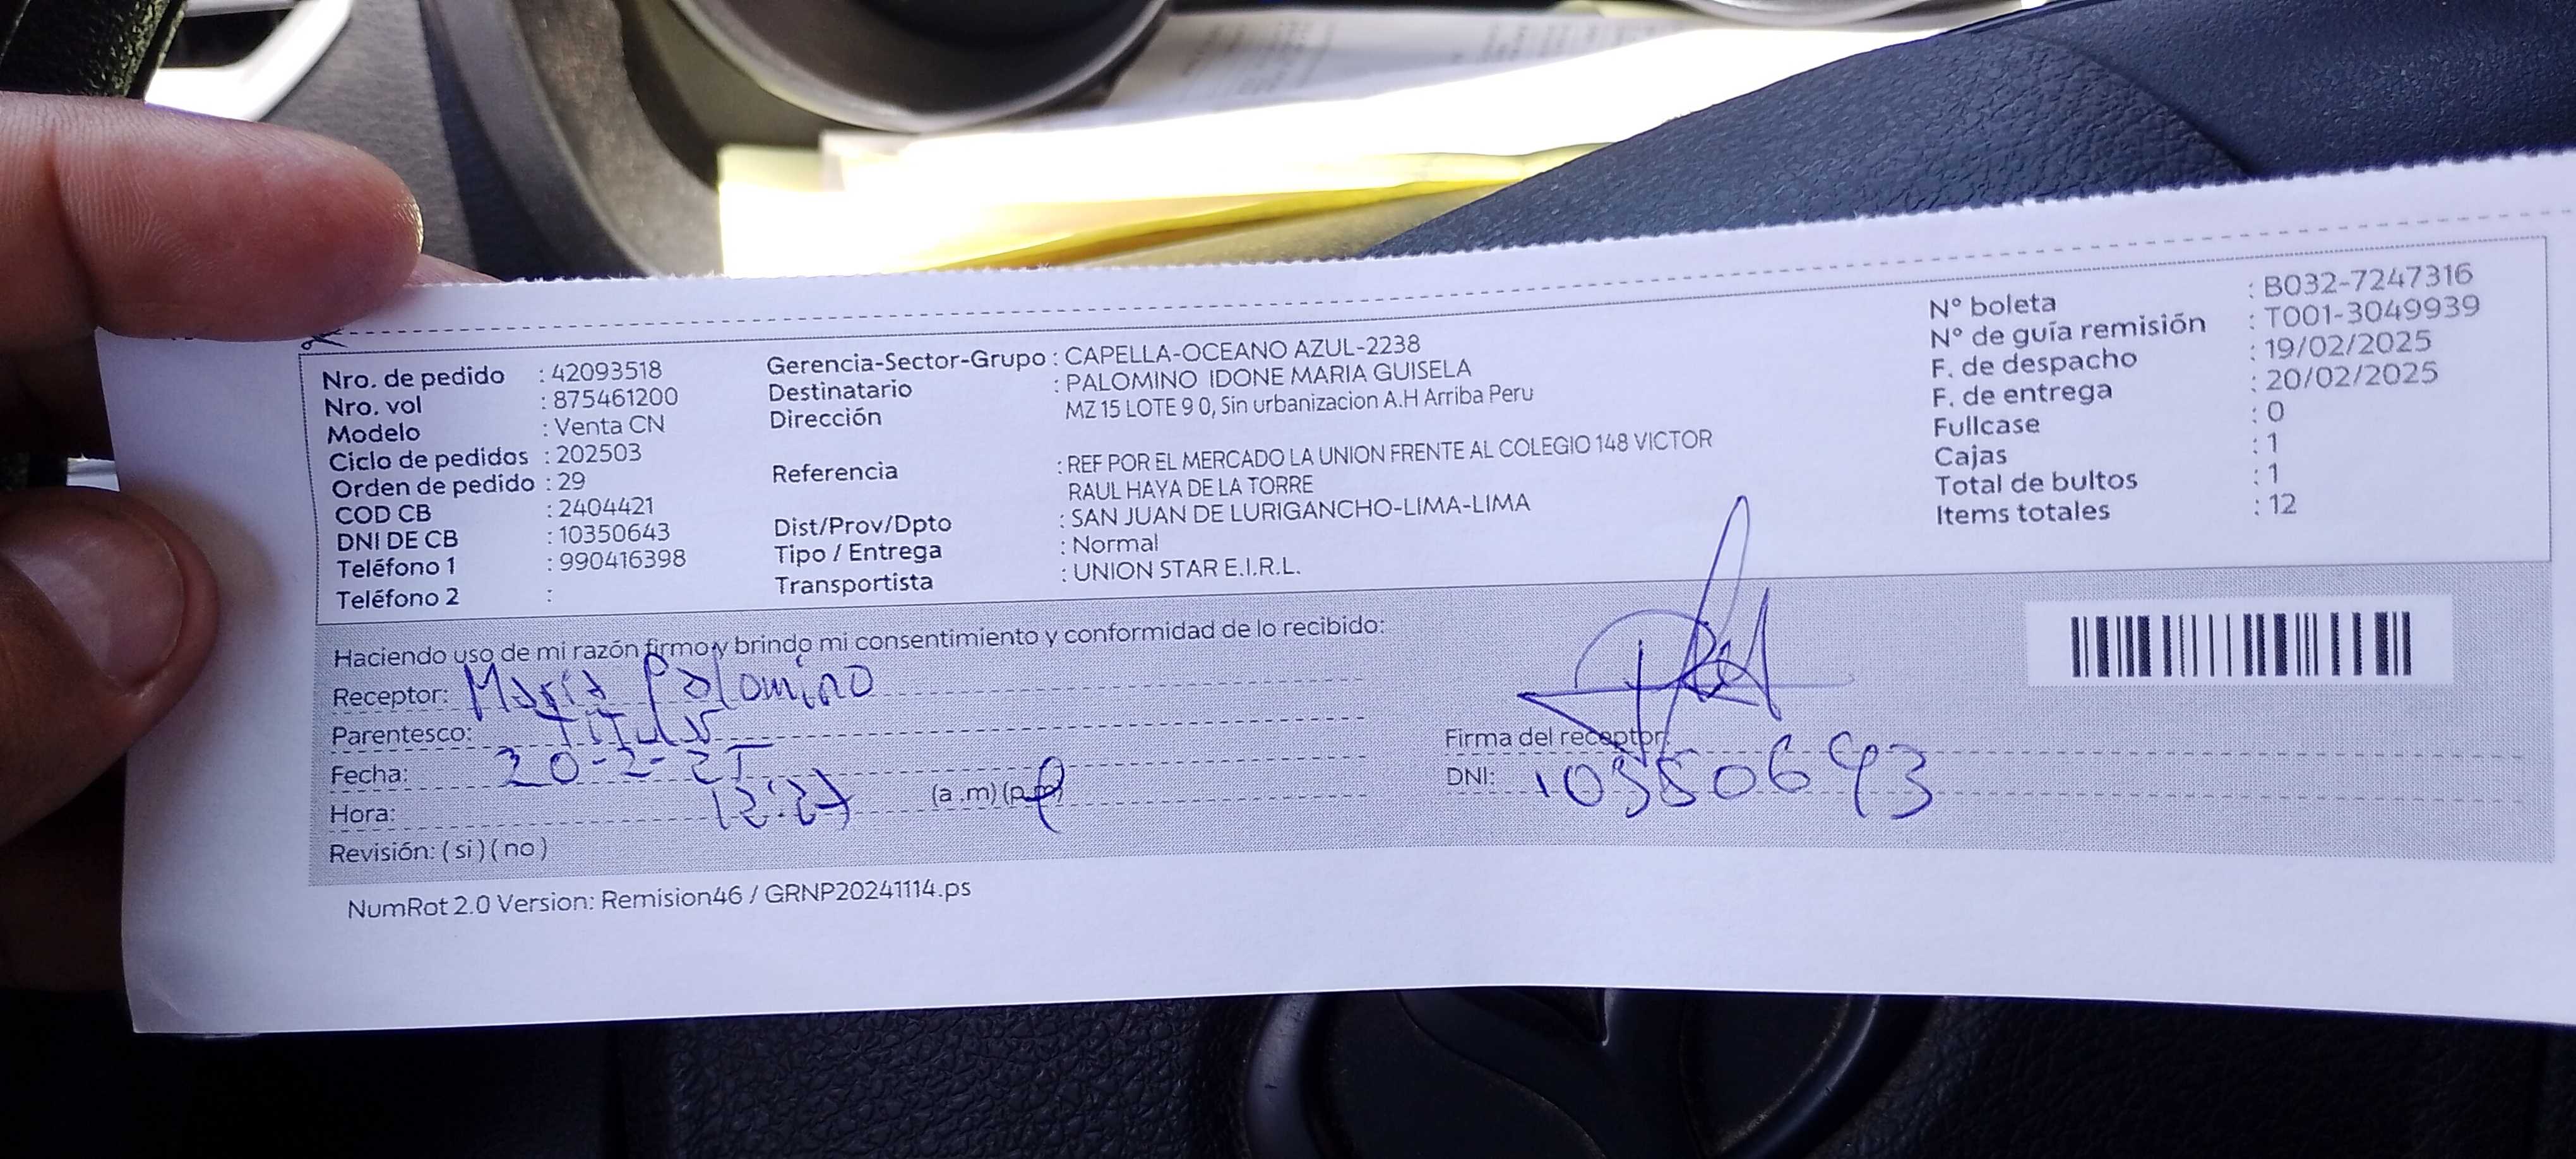 Nro. de pedido : 42093518
Nro. vol : 875461200
Modelo : Venta CN
Ciclo de pedidos : 202503
Orden de pedido : 29
COD CB : 2404421
DNI DE CB : 10350643
Teléfono 1 : 990416398
Teléfono 2 :
Gerencia-Sector-Grupo : CAPELLA-OCEANO AZUL-2238
Destinatario : PALOMINO IDONE MARIA GUISELA
Dirección MZ 15 LOTE 9 0, Sin urbanizacion A.H Arriba Peru
Referencia : REF POR EL MERCADO LA UNION FRENTE AL COLEGIO 148 VICTOR
RAUL HAYA DE LA TORRE
Dist/Prov/Dpto : SAN JUAN DE LURIGANCHO-LIMA-LIMA
Tipo / Entrega : Normal
Transportista : UNION STAR E.I.R.L.
N° boleta : B032-7247316
N° de guía remisión : T001-3049939
F. de despacho : 19/02/2025
F. de entrega : 20/02/2025
Fullcase : 0
Cajas : 1
Total de bultos : 1
Items totales : 12
Haciendo uso de mi razón firmo y brindo mi consentimiento y conformidad de lo recibido:
Receptor: Maria Palomino
Parentesco: Titular
Fecha: 20-2-25
Hora: 12:27 (a.m) (p.m)
Revisión: ( si ) ( no )
Firma del receptor:
DNI: 10350643
NumRot 2.0 Version: Remision46 / GRNP20241114.ps